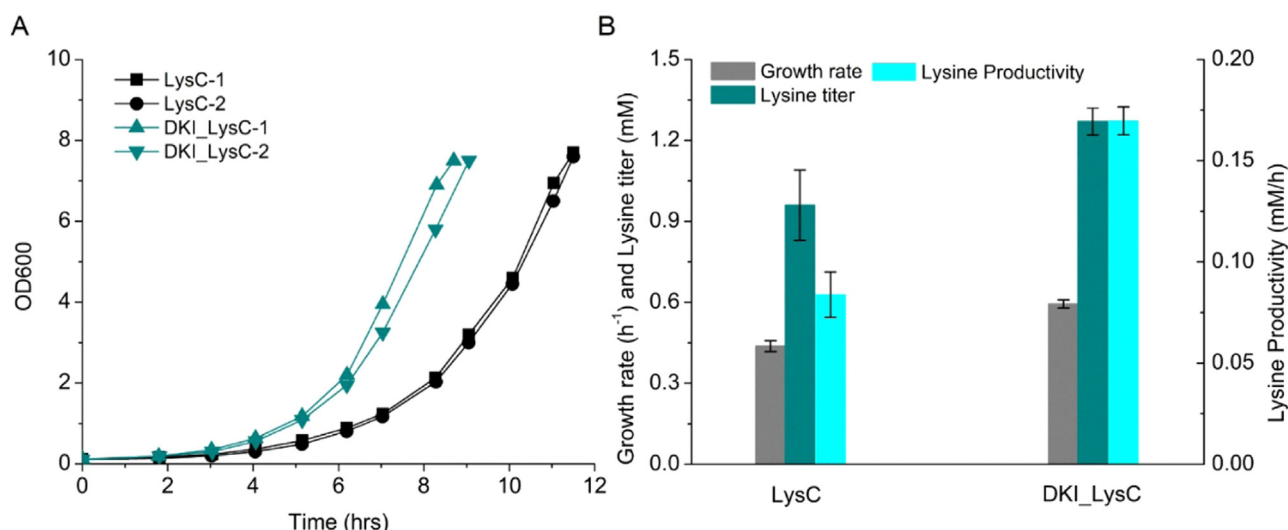 A
OD600
10
8
6
4
2
0
LysC-1
LysC-2
DKI_LysC-1
DKI_LysC-2
0 2 4 6 8 10 12
Time (hrs)
B
Growth rate (h⁻¹) and Lysine titer (mM)
1.5
1.2
0.9
0.6
0.3
0.0
Growth rate Lysine Productivity
Lysine titer
LysC DKI_LysC
0.20
0.15
0.10
0.05
0.00
Lysine Productivity (mM/h)